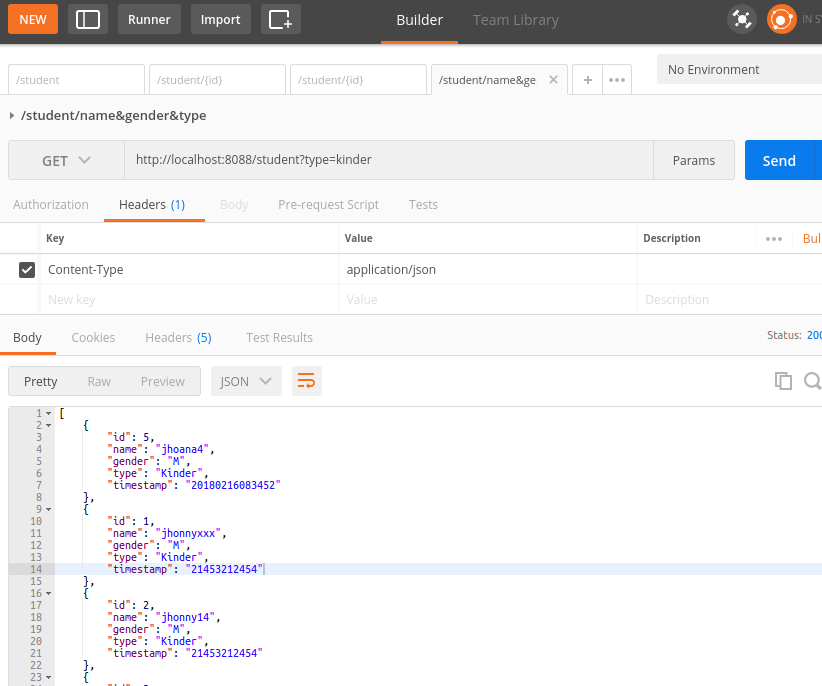 NEW Runner Import Builder Team Library IN S
/student /student/{id} /student/{id} /student/name&ge + No Environment
/student/name&gender&type
GET http://localhost:8088/student?type=kinder Params Send
Authorization Headers (1) Body Pre-request Script Tests
Key Value Description Bul
Content-Type application/json
New key Value Description
Body Cookies Headers (5) Test Results Status: 200
Pretty Raw Preview JSON
1 [
2 {
3 "id": 5,
4 "name": "jhoana4",
5 "gender": "M",
6 "type": "Kinder",
7 "timestamp": "20180216083452"
8 },
9 {
10 "id": 1,
11 "name": "jhonnyxxx",
12 "gender": "M",
13 "type": "Kinder",
14 "timestamp": "21453212454"
15 },
16 {
17 "id": 2,
18 "name": "jhonny14",
19 "gender": "M",
20 "type": "Kinder",
21 "timestamp": "21453212454"
22 },
23 {